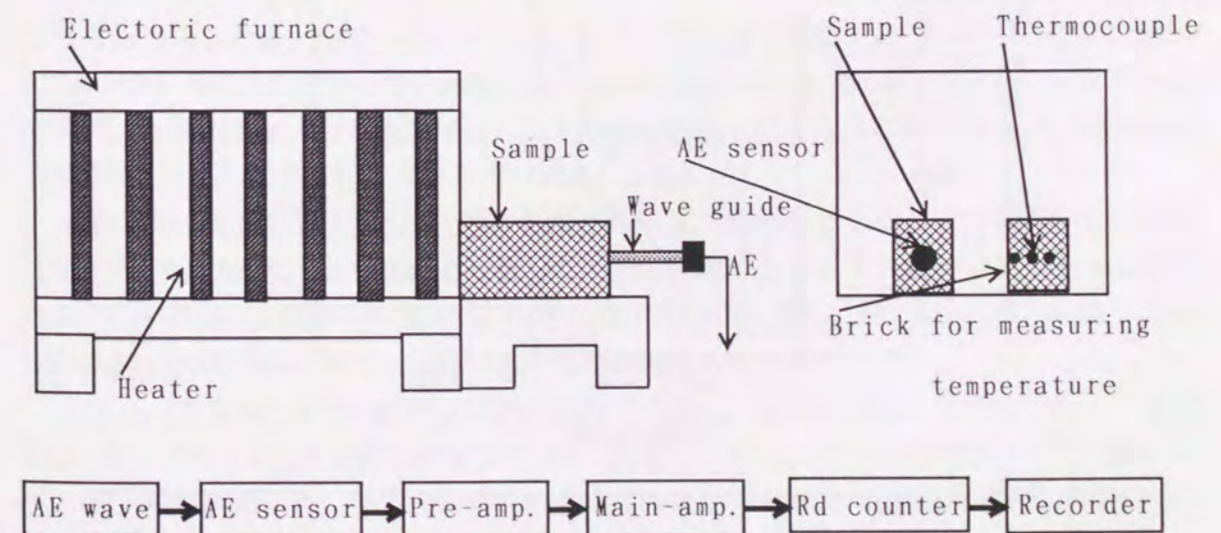 Electoric furnace
Sample
Thermocouple
Sample
AE sensor
Wave guide
AE
Brick for measuring
temperature
Heater
AE wave
AE sensor
Pre-amp.
Main-amp.
Rd counter
Recorder